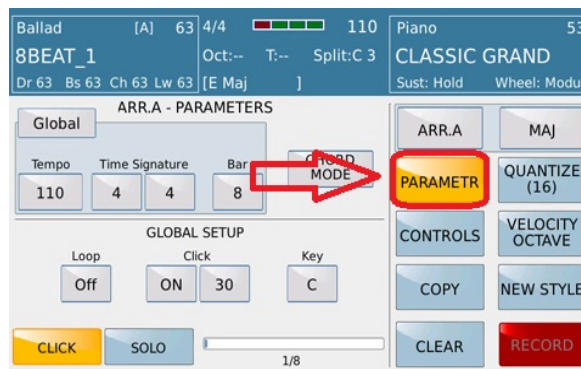 Ballad [A] 63 4/4 110 Piano 53
8BEAT_1 Oct:-- T:-- Split:C 3 CLASSIC GRAND
Dr 63 Bs 63 Ch 63 Lw 63 [E Maj ] Sust: Hold Wheel: Modu
ARR.A - PARAMETERS
Global
ARR.A MAJ
Tempo Time Signature Bar
110 4 4 8
CHORD
MODE
PARAMETR
QUANTIZE
(16)
GLOBAL SETUP
CONTROLS
VELOCITY
OCTAVE
Loop Click Key
Off ON 30 C
COPY NEW STYLE
CLICK SOLO
1/8
CLEAR RECORD